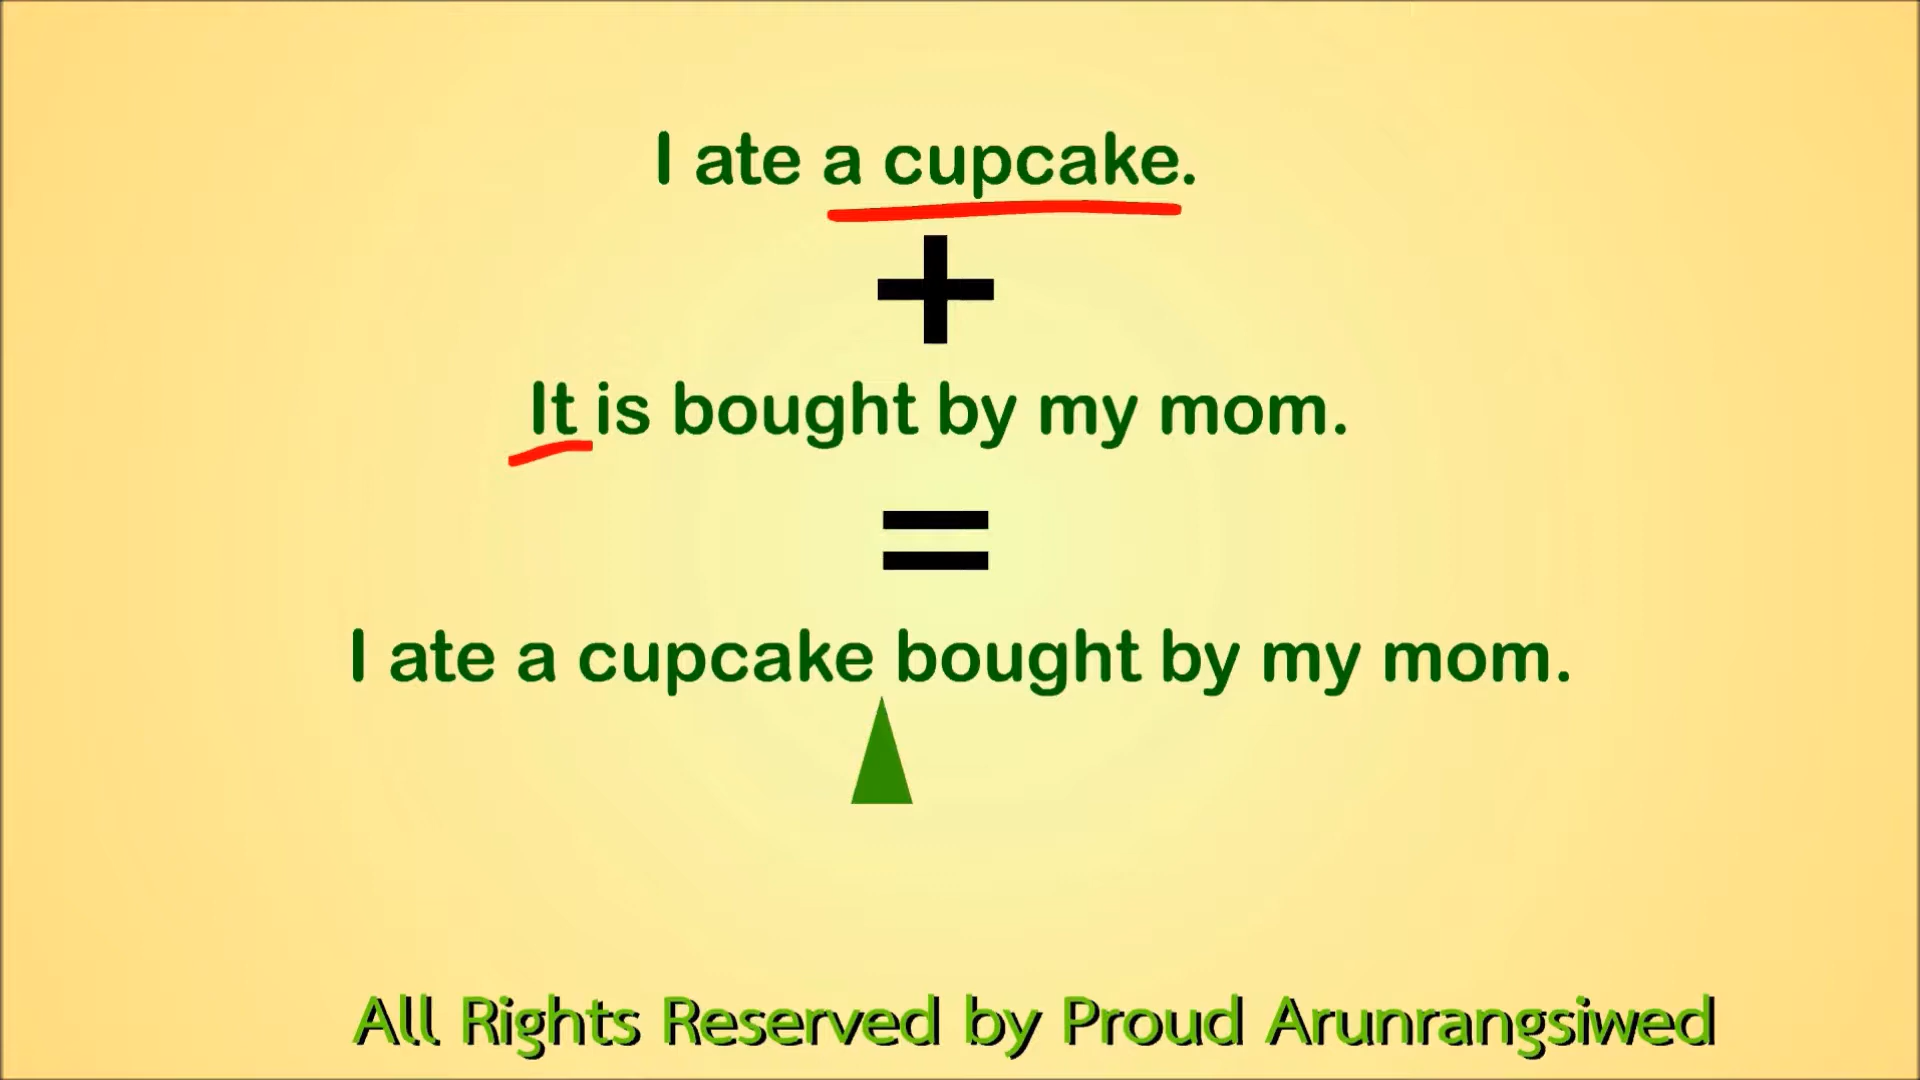 I ate a cupcake.
+
It is bought by my mom.
=
I ate a cupcake bought by my mom.
All Rights Reserved by Proud Arunrangsiwed